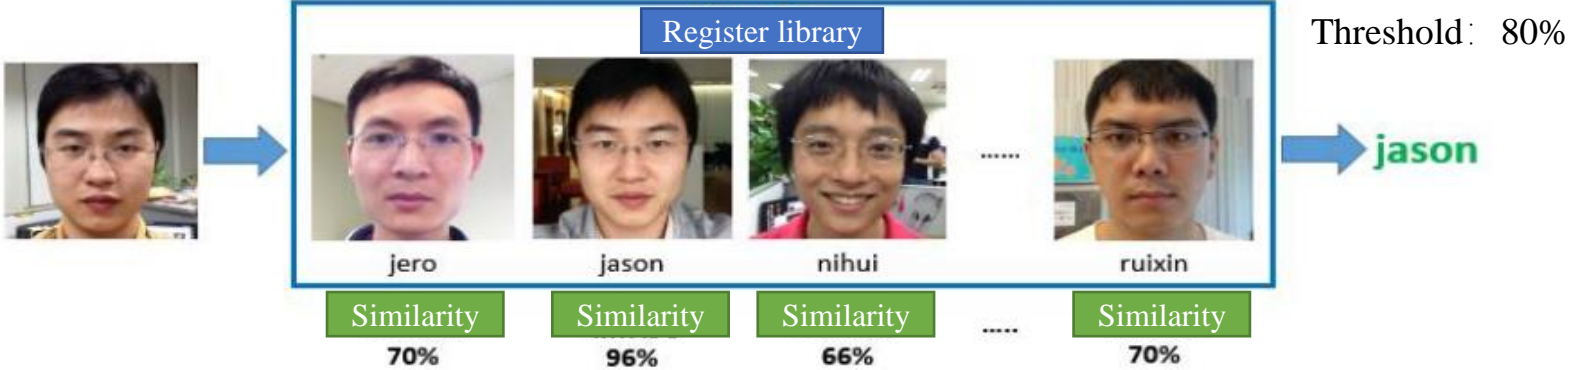 Register library
Threshold： 80%
jason
......
jero
jason
nihui
ruixin
Similarity
Similarity
Similarity
.....
Similarity
70%
96%
66%
70%